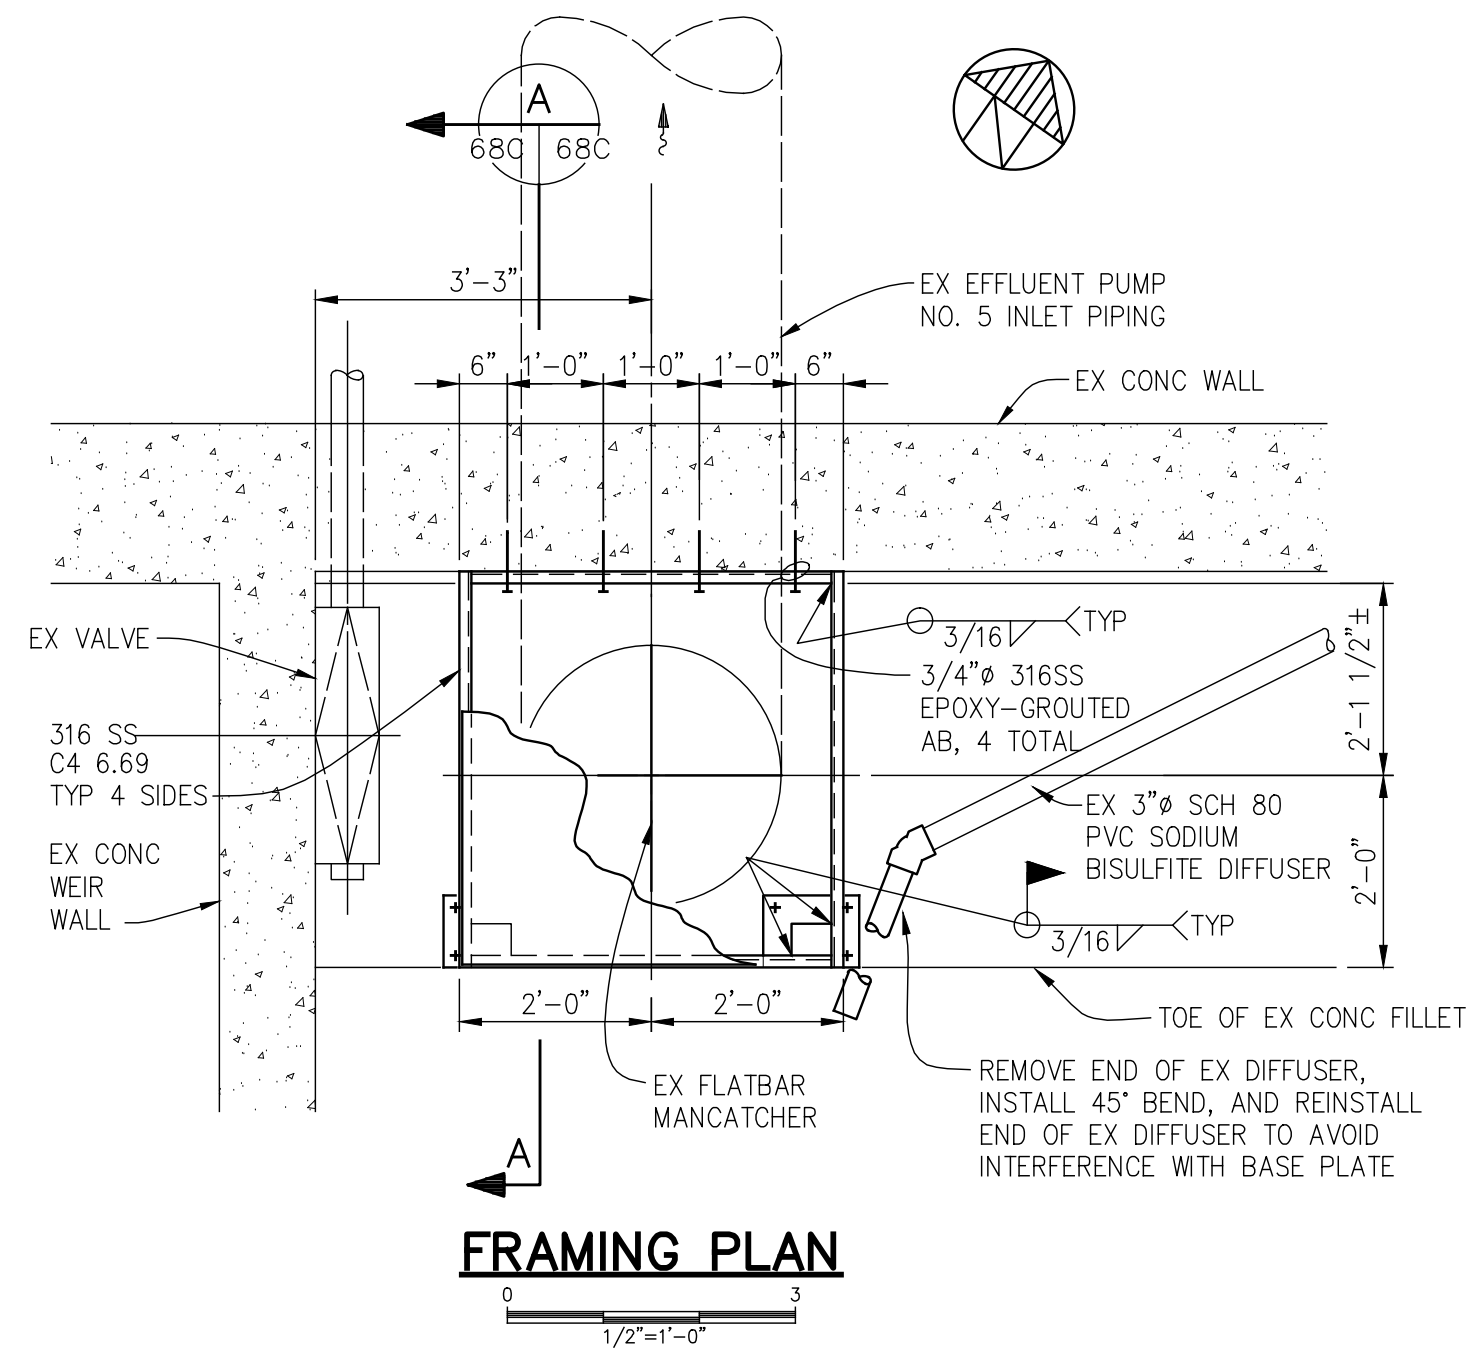 A
68C 68C
3'-3"
EX EFFLUENT PUMP
NO. 5 INLET PIPING
6" 1'-0" 1'-0" 1'-0" 6"
EX CONC WALL
EX VALVE
3/16 TYP
3/4"ø 316SS
EPOXY-GROUTED
AB, 4 TOTAL
2'-1 1/2"±
316 SS
C4 6.69
TYP 4 SIDES
EX 3"ø SCH 80
PVC SODIUM
BISULFITE DIFFUSER
EX CONC
WEIR
WALL
2'-0"
3/16 TYP
2'-0" 2'-0"
TOE OF EX CONC FILLET
EX FLATBAR
MANCATCHER
REMOVE END OF EX DIFFUSER,
INSTALL 45° BEND, AND REINSTALL
END OF EX DIFFUSER TO AVOID
INTERFERENCE WITH BASE PLATE
A
FRAMING PLAN
0 3
1/2"=1'-0"